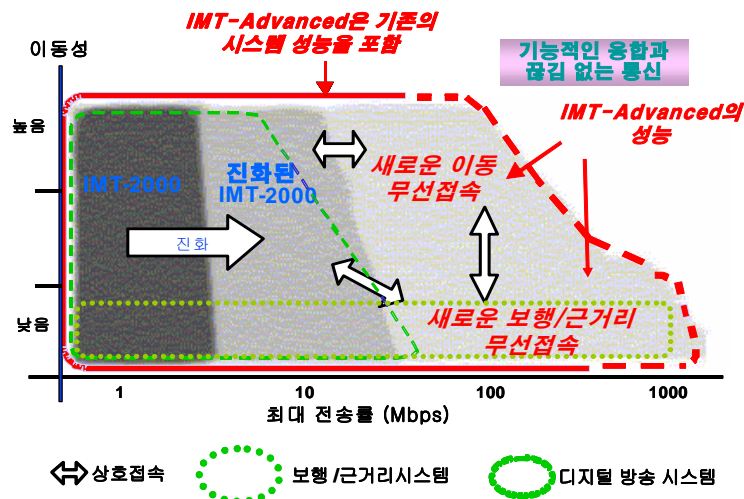 IMT-Advanced은 기존의
시스템 성능을 포함
이동성
기능적인 융합과
끊김 없는 통신
IMT-Advanced의
성능
높음
새로운 이동
무선접속
진화된
IMT-2000
IMT-2000
진화
낮음
새로운 보행/근거리
무선접속
1
10
100
1000
최대 전송률 (Mbps)
상호접속
보행 /근거리시스템
디지털 방송 시스템